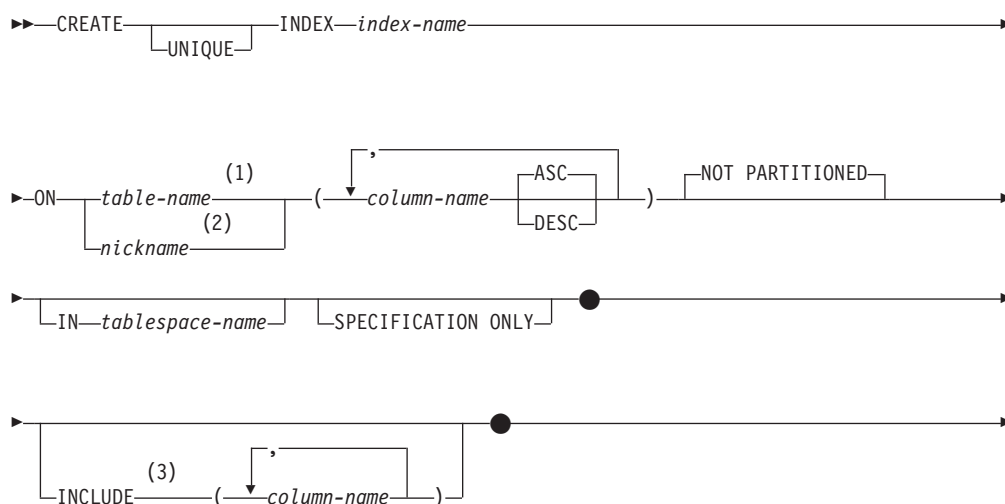 CREATE INDEX index-name
UNIQUE
,
(1) ASC NOT PARTITIONED
ON table-name ( column-name )
(2) DESC
nickname
IN tablespace-name SPECIFICATION ONLY
,
(3)
INCLUDE ( column-name )